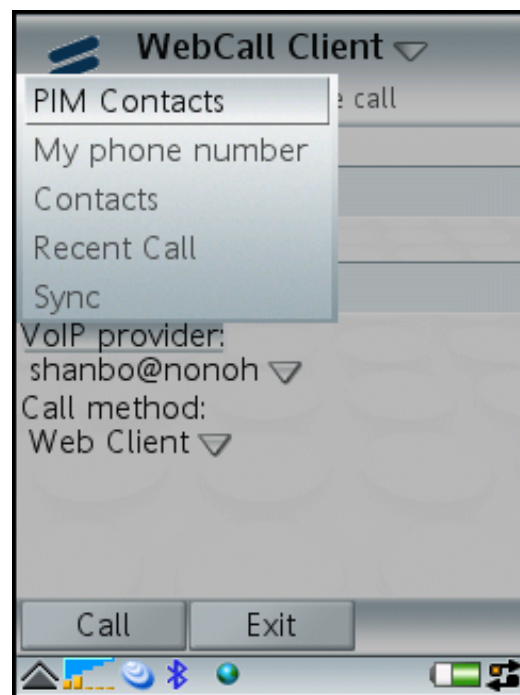 WebCall Client
PIM Contacts
call
My phone number
Contacts
Recent Call
Sync
VoIP provider:
shanbo@nonoh
Call method:
Web Client
Call Exit